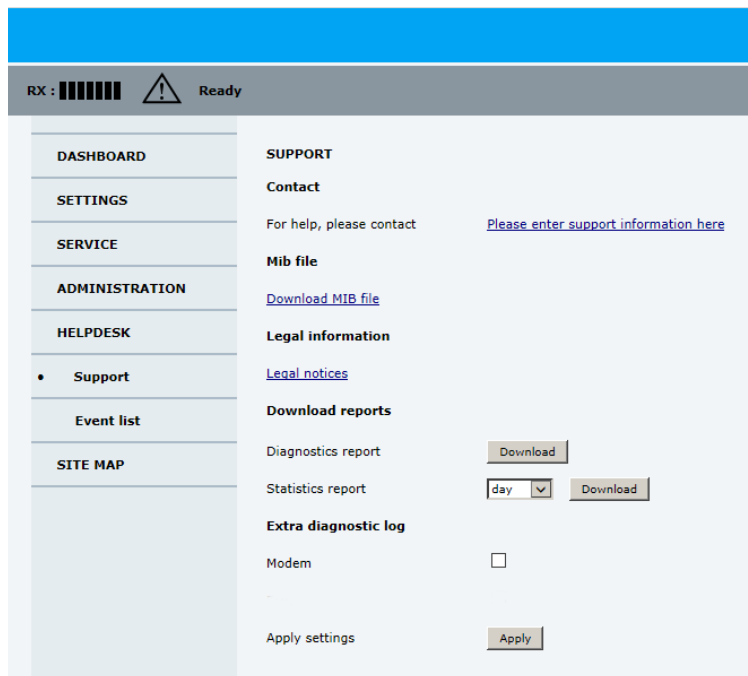 RX : Ready
DASHBOARD
SETTINGS
SERVICE
ADMINISTRATION
HELPDESK
• Support
Event list
SITE MAP
SUPPORT
Contact
For help, please contact Please enter support information here
Mib file
Download MIB file
Legal information
Legal notices
Download reports
Diagnostics report Download
Statistics report day Download
Extra diagnostic log
Modem
Apply settings Apply